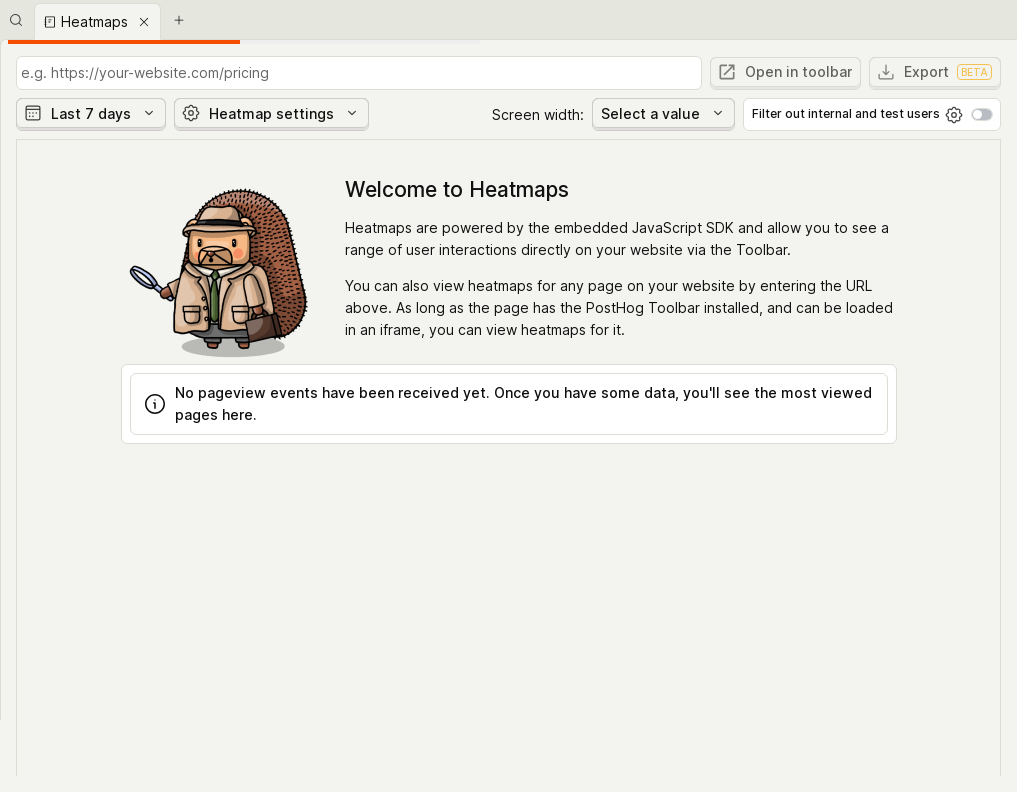 Heatmaps
e.g. https://your-website.com/pricing
Open in toolbar
Export BETA
Last 7 days
Heatmap settings
Screen width:
Select a value
Filter out internal and test users
Welcome to Heatmaps
Heatmaps are powered by the embedded JavaScript SDK and allow you to see a
range of user interactions directly on your website via the Toolbar.
You can also view heatmaps for any page on your website by entering the URL
above. As long as the page has the PostHog Toolbar installed, and can be loaded
in an iframe, you can view heatmaps for it.
No pageview events have been received yet. Once you have some data, you'll see the most viewed
pages here.